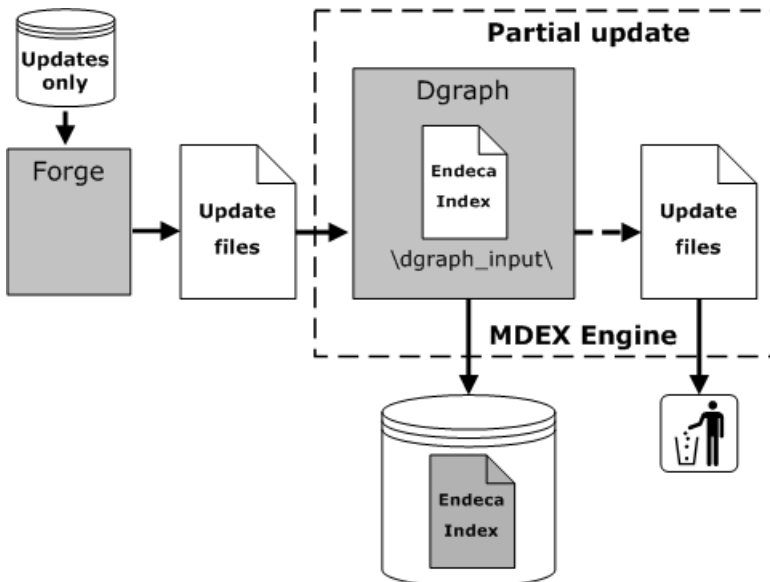 Partial update
Updates
only
Dgraph
Forge
Endeca
Index
Update
files
Update
files
\dgraph_input\
MDEX Engine
Endeca
Index